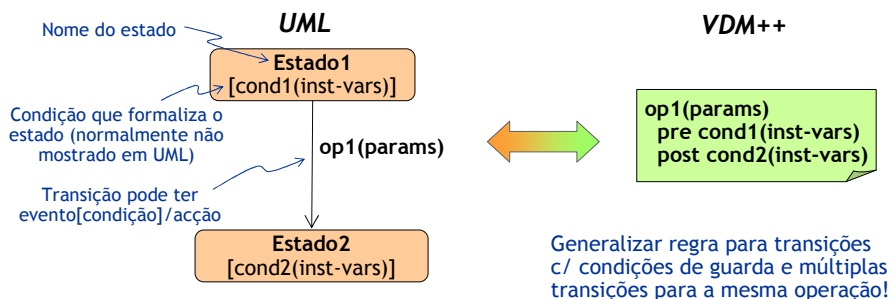 UML
VDM++
Nome do estado
Estado1
[cond1(inst-vars)]
Condição que formaliza o
estado (normalmente não
mostrado em UML)
op1(params)
Transição pode ter
evento[condição]/acção
Estado2
[cond2(inst-vars)]
op1(params)
pre cond1(inst-vars)
post cond2(inst-vars)
Generalizar regra para transições
c/ condições de guarda e múltiplas
transições para a mesma operação!